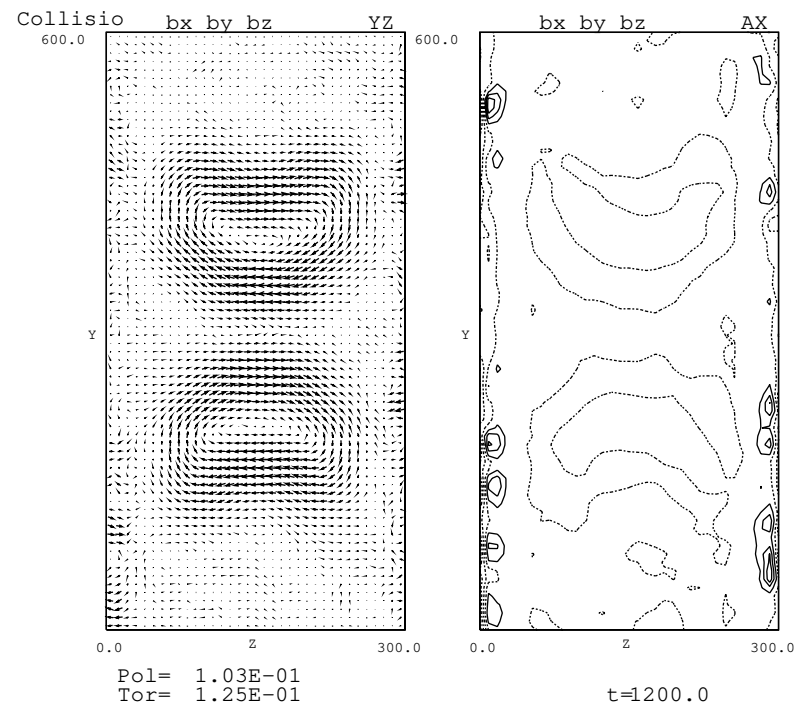 Collisio
bx by bz YZ
bx by bz AX
600.0
600.0
Y
Y
0.0 Z 300.0
0.0 Z 300.0
Pol= 1.03E-01
Tor= 1.25E-01
t=1200.0